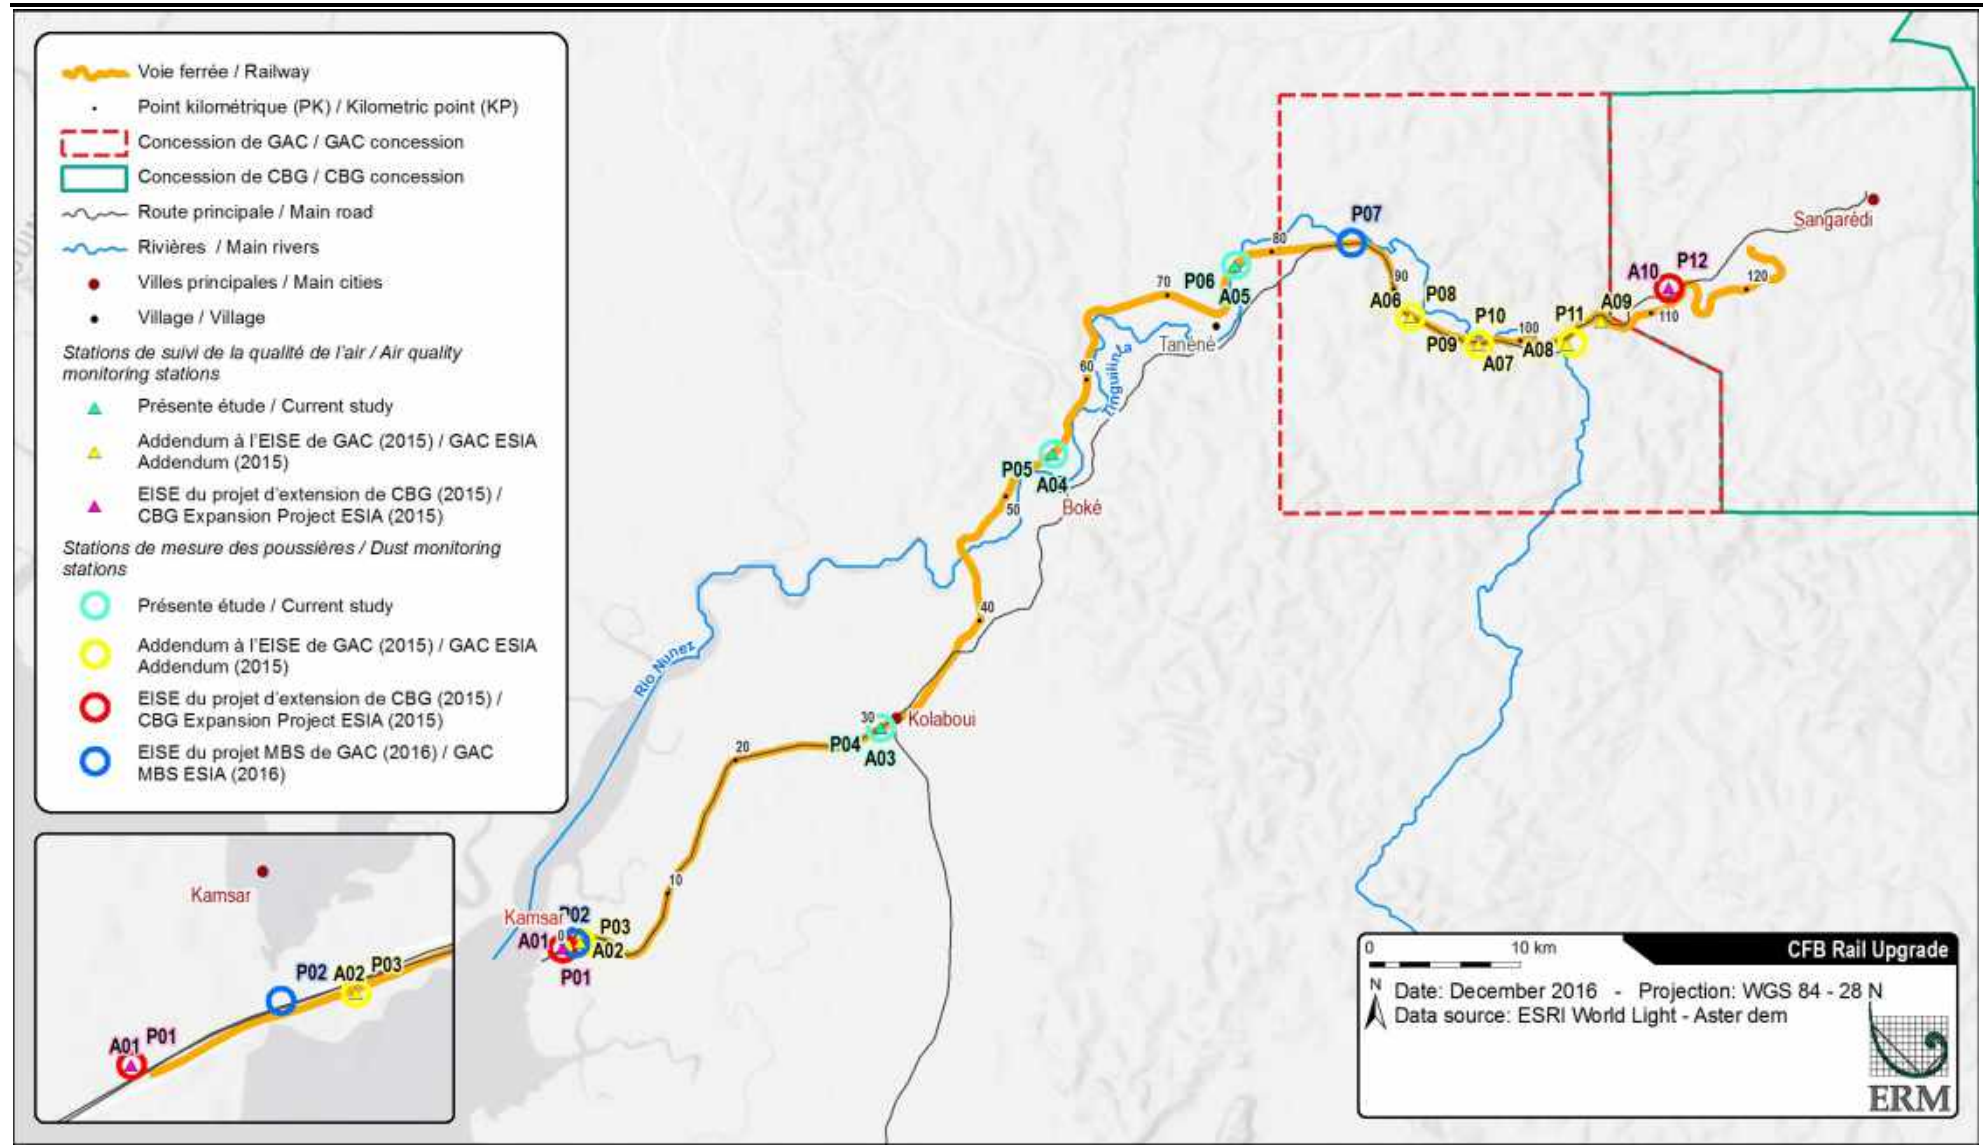 Voie ferrée / Railway
Point kilométrique (PK) / Kilometric point (KP)
Concession de GAC / GAC concession
Concession de CBG / CBG concession
Route principale / Main road
Rivières / Main rivers
Villes principales / Main cities
Village / Village
Stations de suivi de la qualité de l'air / Air quality
monitoring stations
Présente étude / Current study
Addendum à l'EISE de GAC (2015) / GAC ESIA
Addendum (2015)
EISE du projet d'extension de CBG (2015) /
CBG Expansion Project ESIA (2015)
Stations de mesure des poussières / Dust monitoring
stations
Présente étude / Current study
Addendum à l'EISE de GAC (2015) / GAC ESIA
Addendum (2015)
EISE du projet d'extension de CBG (2015) /
CBG Expansion Project ESIA (2015)
EISE du projet MBS de GAC (2016) / GAC
MBS ESIA (2016)
Kamsar
P02 A02 P03
A01 P01
Sangarédi
P07
80
P06
A05
70
Tanéné
90
A06
P08
P10
P09
A07
100
P11
A08
A09
A10
P12
110
120
60
Tinguilinta
P05
A04
50
Boké
40
Rio Nunez
30
Kolaboui
P04
A03
20
10
Kamsar
P02
P03
A01
0
A02
P01
0 10 km
CFB Rail Upgrade
N
Date: December 2016 - Projection: WGS 84 - 28 N
Data source: ESRI World Light - Aster dem
ERM